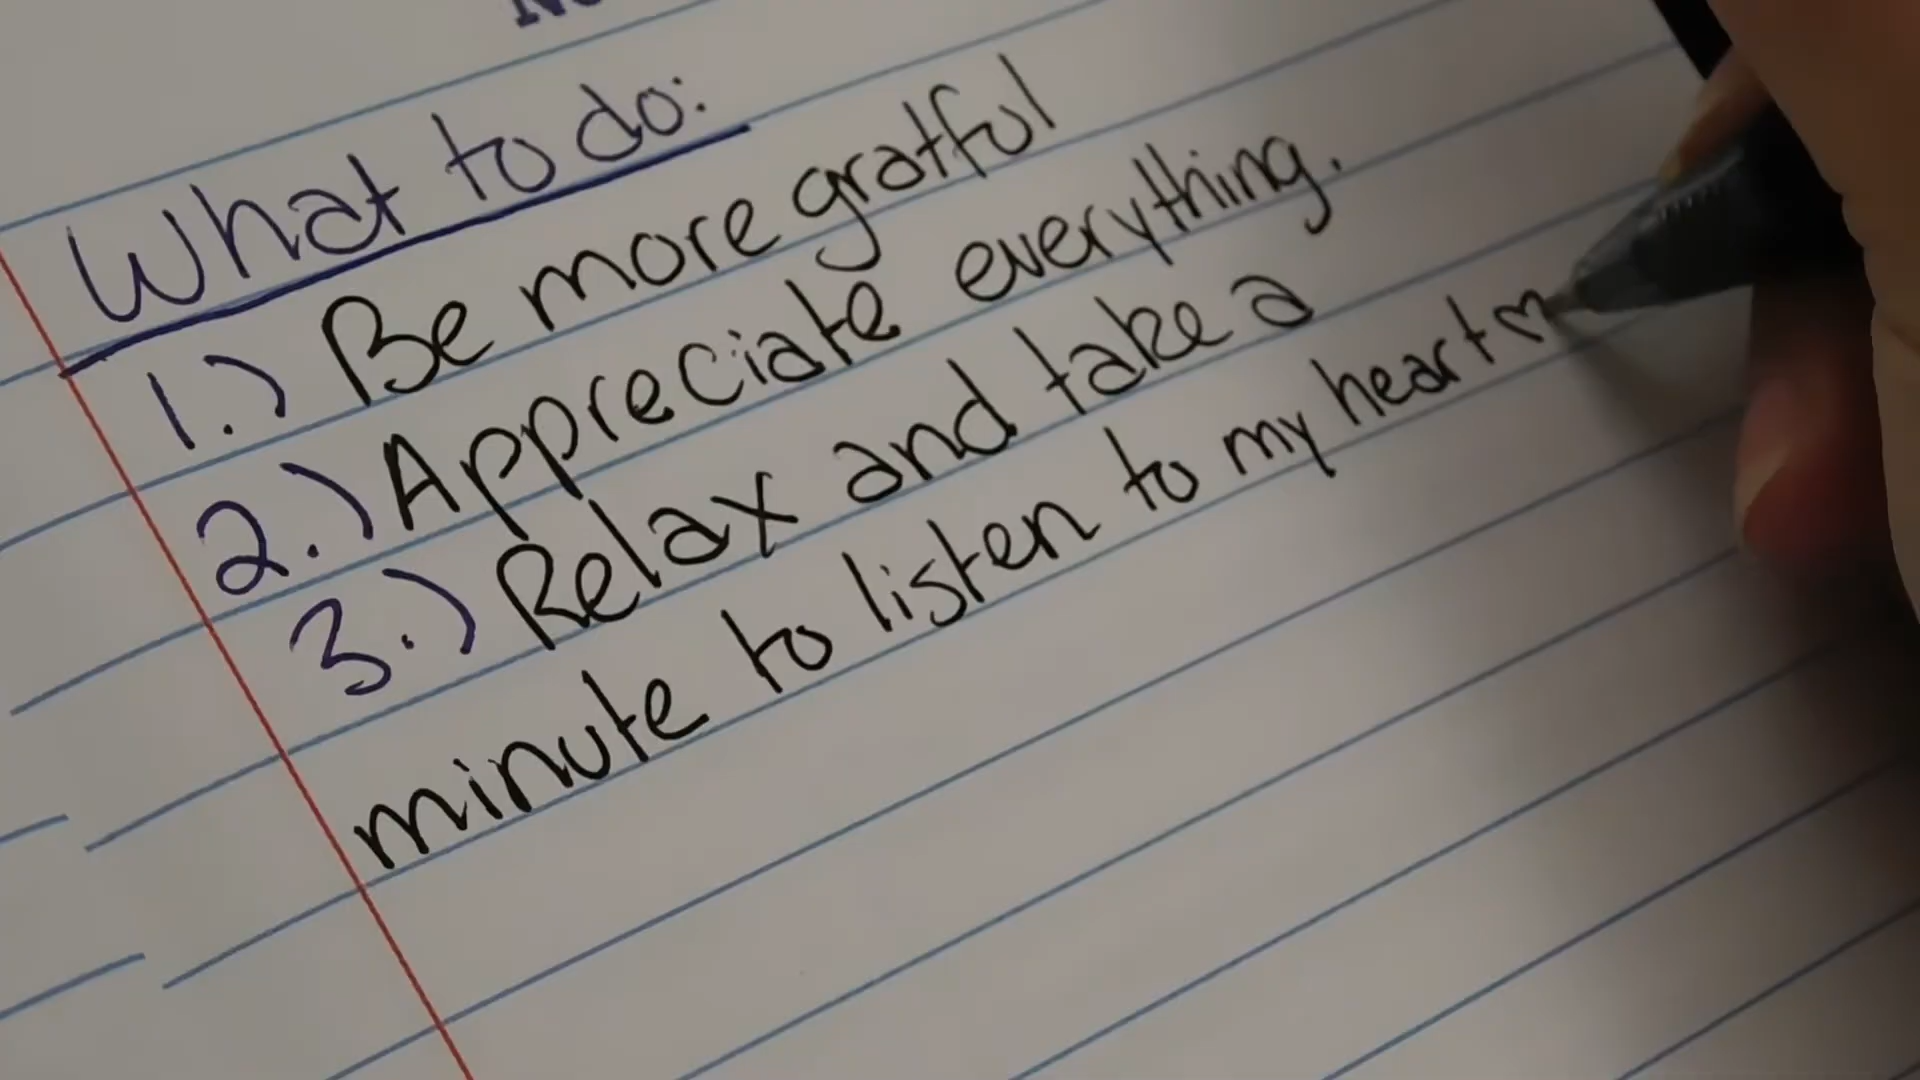 What to do:
1.) Be more gratful
2.) Appreciate everything.
3.) Relax and take a
minute to listen to my heart♡